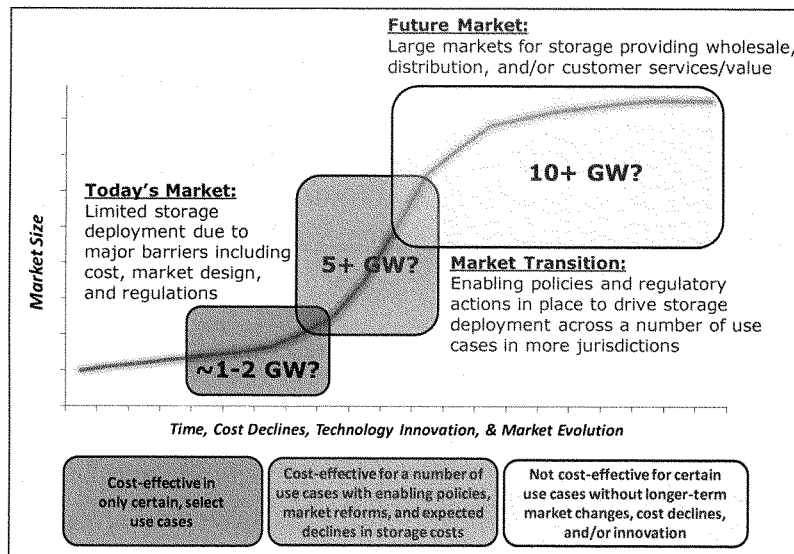 Future Market:
Large markets for storage providing wholesale,
distribution, and/or customer services/value
10+ GW?
Today's Market:
Limited storage
deployment due to
major barriers including
cost, market design,
and regulations
5+ GW?
Market Transition:
Enabling policies and regulatory
actions in place to drive storage
deployment across a number of use
cases in more jurisdictions
~1-2 GW?
Market Size
Time, Cost Declines, Technology Innovation, & Market Evolution
Cost-effective in
only certain, select
use cases
Cost-effective for a number of
use cases with enabling policies,
market reforms, and expected
declines in storage costs
Not cost-effective for certain
use cases without longer-term
market changes, cost declines,
and/or innovation